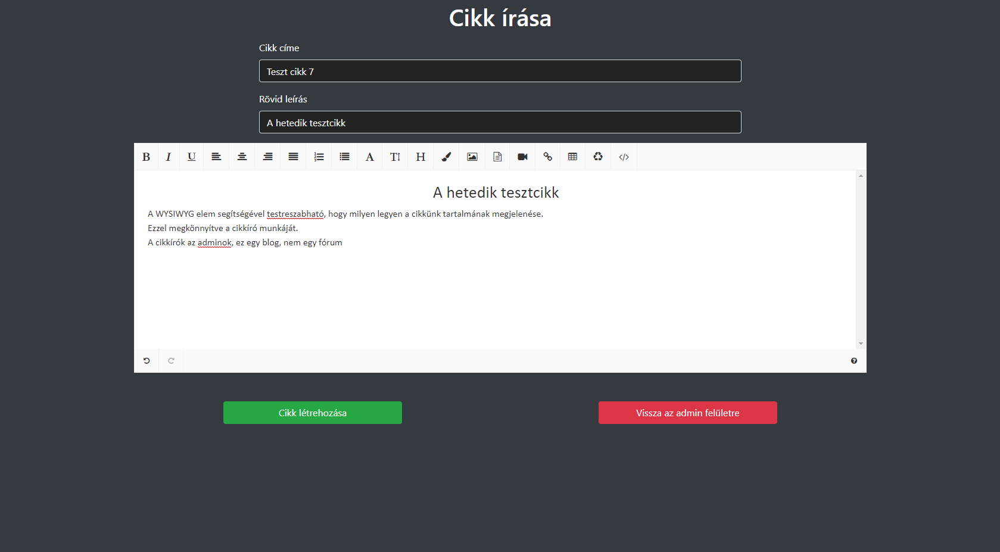 Cikk írása
Cikk címe
Teszt cikk 7
Rövid leírás
A hetedik tesztcikk
B I U A T H </>
A hetedik tesztcikk
A WYSIWYG elem segítségével testreszabható, hogy milyen legyen a cikkünk tartalmának megjelenése.
Ezzel megkönnyítve a cikkíró munkáját.
A cikkírók az adminok, ez egy blog, nem egy fórum
Cikk létrehozása
Vissza az admin felületre